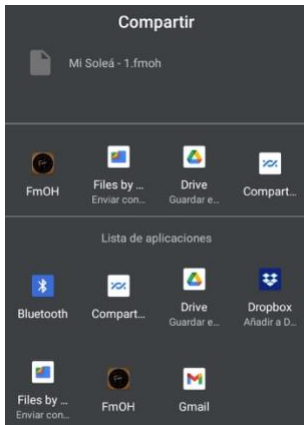 Compartir
Mi Soleá - 1.fmoh
FmOH
Files by ...
Enviar con...
Drive
Guardar e...
Compart...
Lista de aplicaciones
Bluetooth
Compart...
Drive
Guardar e...
Dropbox
Añadir a D...
Files by ...
Enviar con...
FmOH
Gmail